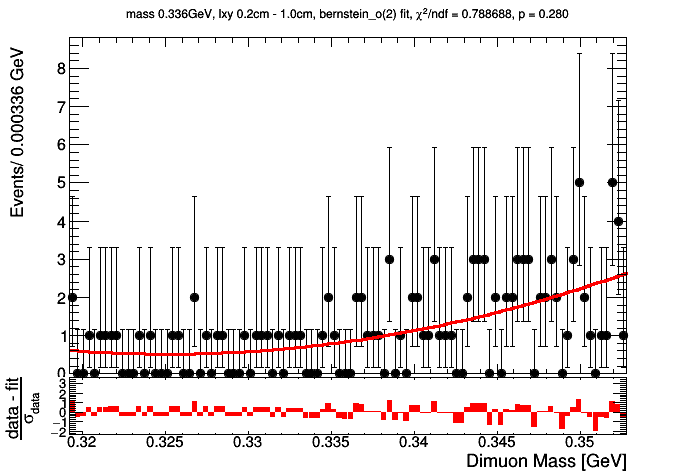 mass 0.336GeV, lxy 0.2cm - 1.0cm, bernstein_o(2) fit, χ²/ndf = 0.788688, p = 0.280
Events/ 0.000336 GeV
8
7
6
5
4
3
2
1
0
data - fit
σdata
3
2
1
0
−1
−2
0.32 0.325 0.33 0.335 0.34 0.345 0.35
Dimuon Mass [GeV]